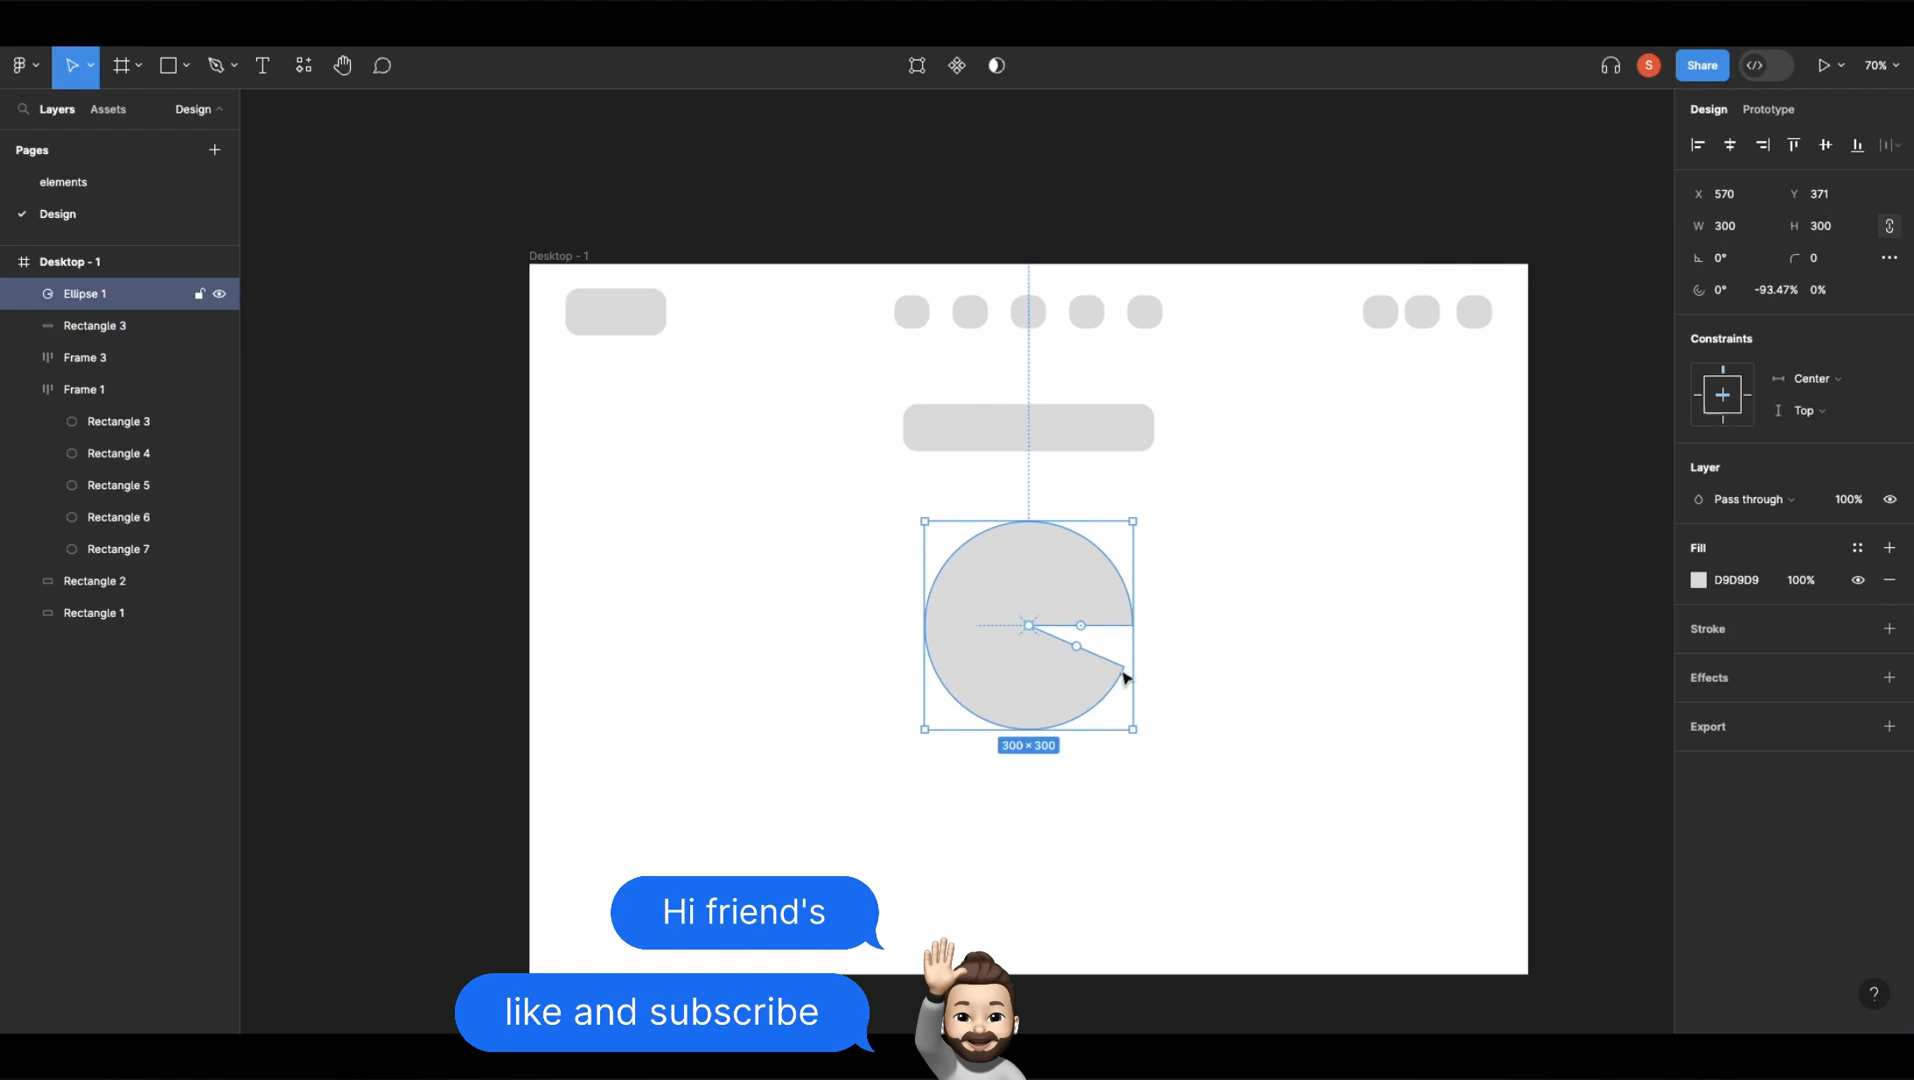 S
Share
70%
Layers
Assets
Design
Pages
elements
Design
Desktop - 1
Ellipse 1
Rectangle 3
Frame 3
Frame 1
Rectangle 3
Rectangle 4
Rectangle 5
Rectangle 6
Rectangle 7
Rectangle 2
Rectangle 1
Desktop - 1
300 × 300
Hi friend's
like and subscribe
Design
Prototype
X 570 Y 371
W 300 H 300
0° 0
0° -93.47% 0%
Constraints
Center
Top
Layer
Pass through 100%
Fill
D9D9D9 100%
Stroke
Effects
Export
?